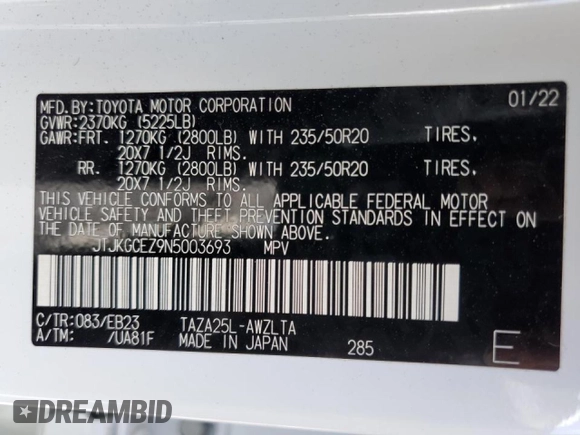 MFD.BY:TOYOTA MOTOR CORPORATION 01/22
GVWR:2370KG (5225LB)
GAWR:FRT. 1270KG (2800LB) WITH 235/50R20 TIRES.
20X7 1/2J RIMS.
RR. 1270KG (2800LB) WITH 235/50R20 TIRES.
20X7 1/2J RIMS.
THIS VEHICLE CONFORMS TO ALL APPLICABLE FEDERAL MOTOR
VEHICLE SAFETY AND THEFT PREVENTION STANDARDS IN EFFECT ON
THE DATE OF MANUFACTURE SHOWN ABOVE.
JTJKGCEZ9N5003693 MPV
C/TR:083/EB23 TAZA25L-AWZLTA
A/TM: /UA81F MADE IN JAPAN 285 E
DREAMBID